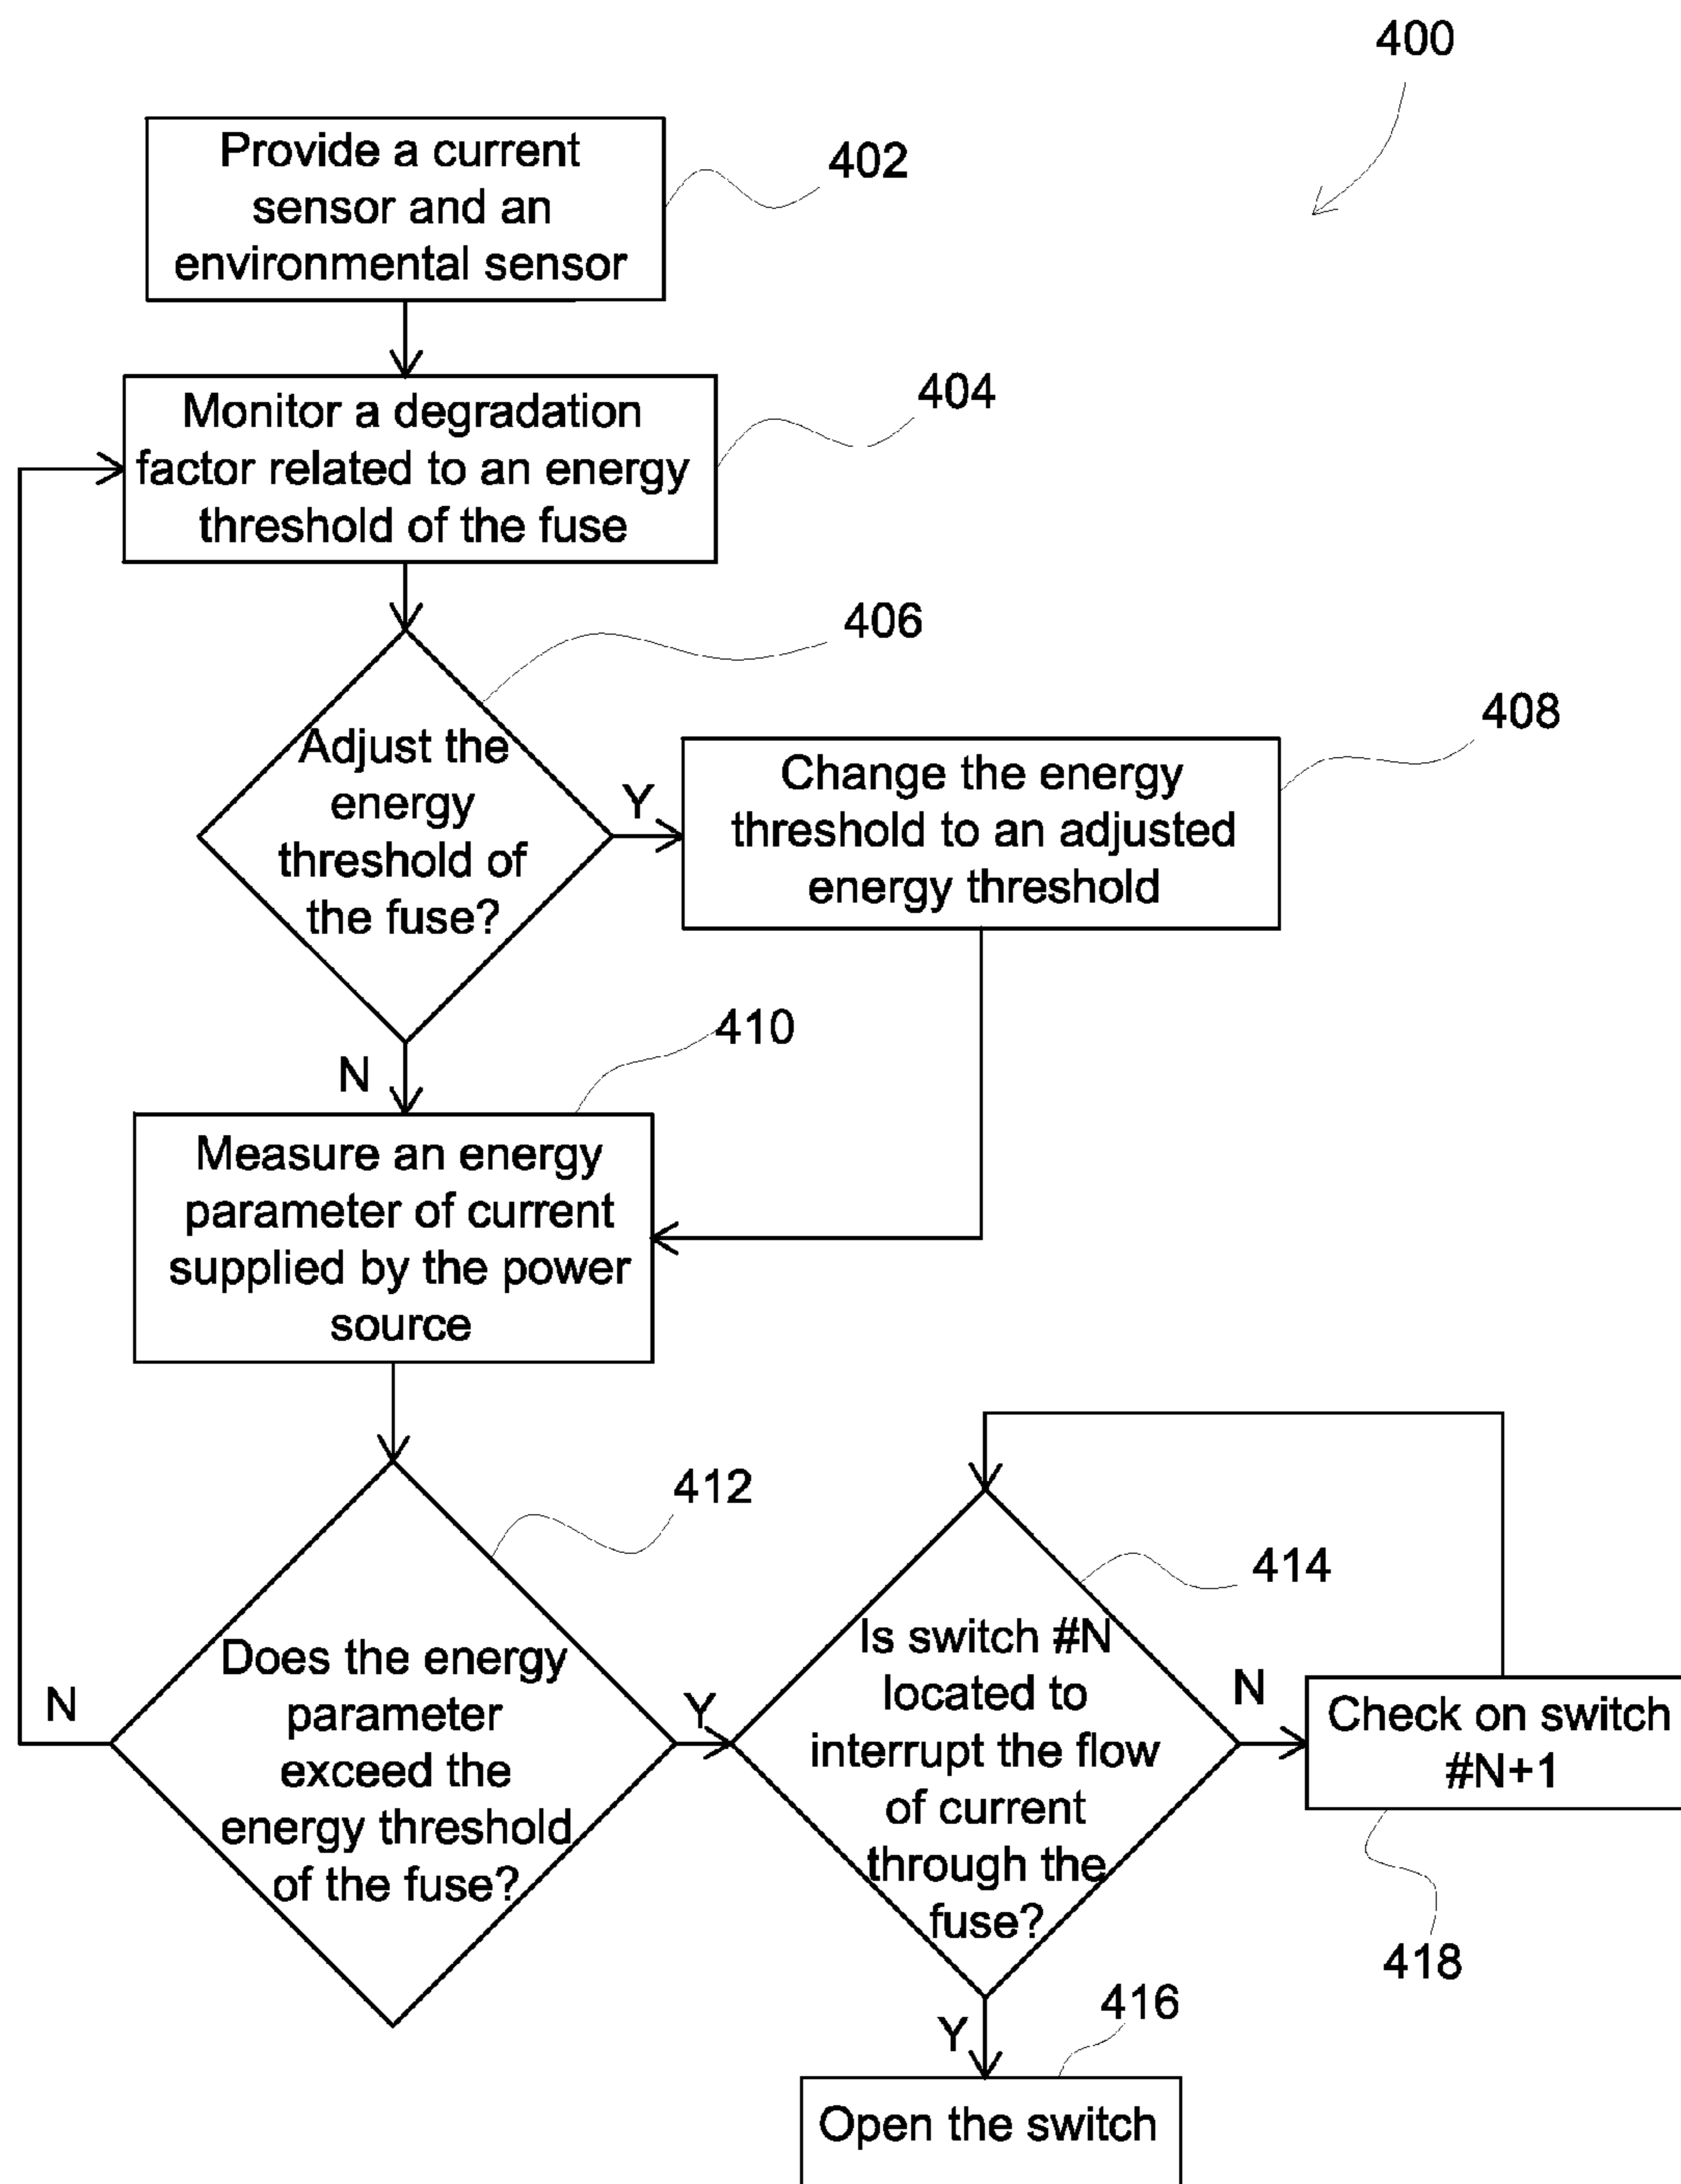 400
Provide a current
sensor and an
environmental sensor
402
Monitor a degradation
factor related to an energy
threshold of the fuse
404
406
Adjust the
energy
threshold of
the fuse?
Y
408
Change the energy
threshold to an adjusted
energy threshold
N
410
Measure an energy
parameter of current
supplied by the power
source
412
Does the energy
parameter
exceed the
energy threshold
of the fuse?
N
Y
414
Is switch #N
located to
interrupt the flow
of current
through the
fuse?
N
Check on switch
#N+1
418
Y
416
Open the switch